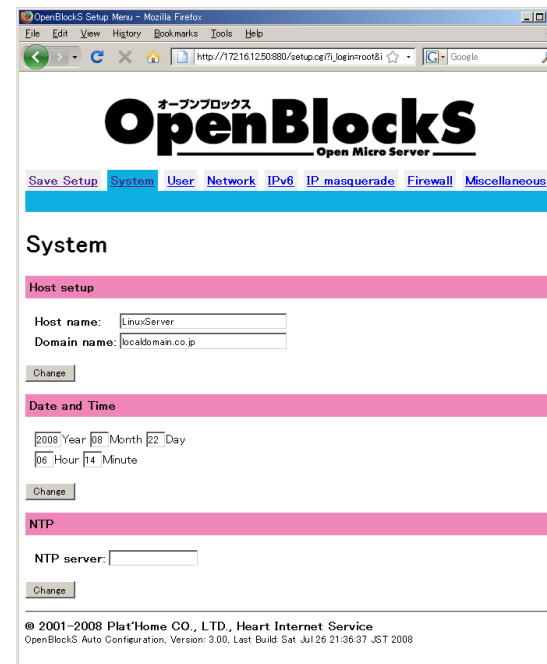 OpenBlockS Setup Menu - Mozilla Firefox
File Edit View History Bookmarks Tools Help
http://172.16.12.50:880/setup.cgi?i_login=root&i
G Google
オープンブロックス
OpenBlockS
Open Micro Server
Save Setup System User Network IPv6 IP masquerade Firewall Miscellaneous
System
Host setup
Host name: LinuxServer
Domain name: localdomain.co.jp
Change
Date and Time
2008 Year 08 Month 22 Day
06 Hour 14 Minute
Change
NTP
NTP server:
Change
© 2001-2008 Plat'Home CO., LTD., Heart Internet Service
OpenBlockS Auto Configuration, Version: 3.00, Last Build: Sat Jul 26 21:36:37 JST 2008